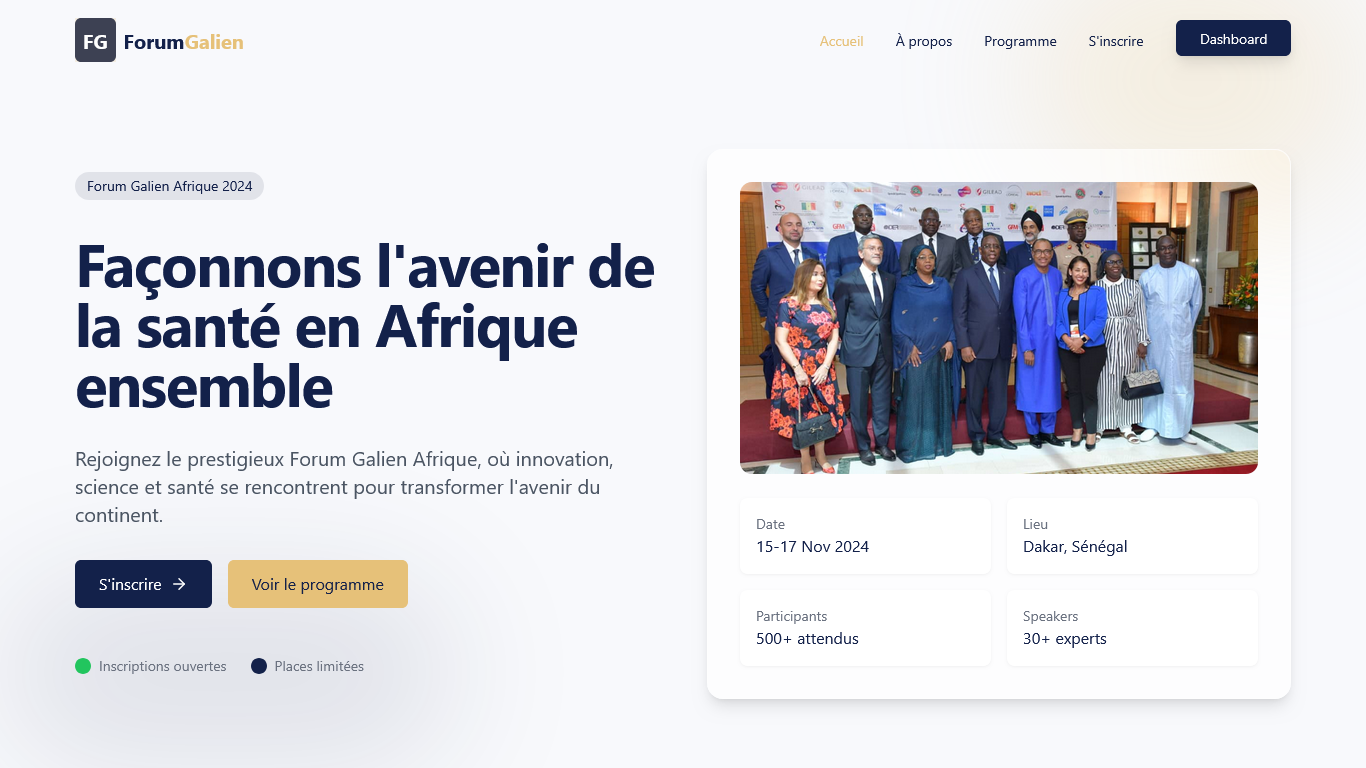 FG ForumGalien
Accueil À propos Programme S'inscrire Dashboard
Forum Galien Afrique 2024
Façonnons l'avenir de
la santé en Afrique
ensemble
Rejoignez le prestigieux Forum Galien Afrique, où innovation,
science et santé se rencontrent pour transformer l'avenir du
continent.
S'inscrire → Voir le programme
Inscriptions ouvertes Places limitées
GILEAD
Date
15-17 Nov 2024
Lieu
Dakar, Sénégal
Participants
500+ attendus
Speakers
30+ experts